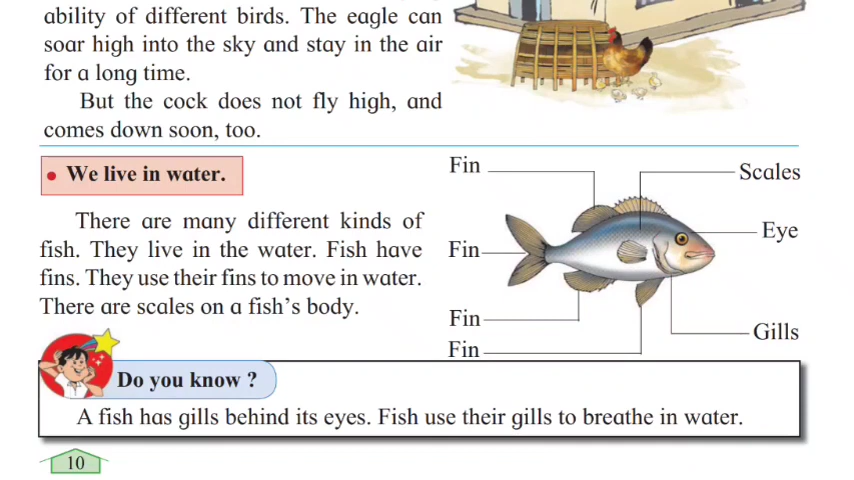 ability of different birds. The eagle can
soar high into the sky and stay in the air
for a long time.
But the cock does not fly high, and
comes down soon, too.
• We live in water.
There are many different kinds of
fish. They live in the water. Fish have
fins. They use their fins to move in water.
There are scales on a fish's body.
Fin
Scales
Eye
Fin
Fin
Gills
Fin
Do you know ?
A fish has gills behind its eyes. Fish use their gills to breathe in water.
10